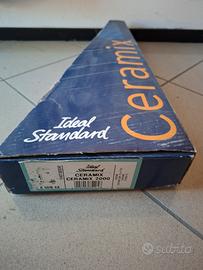 Ideal
Standard
Ceramix
Ideal
Standard
CERAMIX
CERAMIX 2000
subito